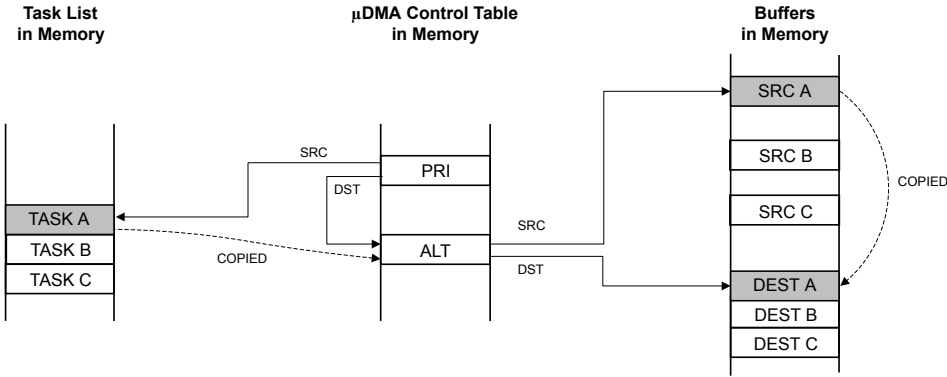 Task List
in Memory
µDMA Control Table
in Memory
Buffers
in Memory
SRC A
SRC
PRI
SRC B
DST
COPIED
TASK A
SRC C
SRC
TASK B
COPIED
ALT
DST
TASK C
DEST A
DEST B
DEST C